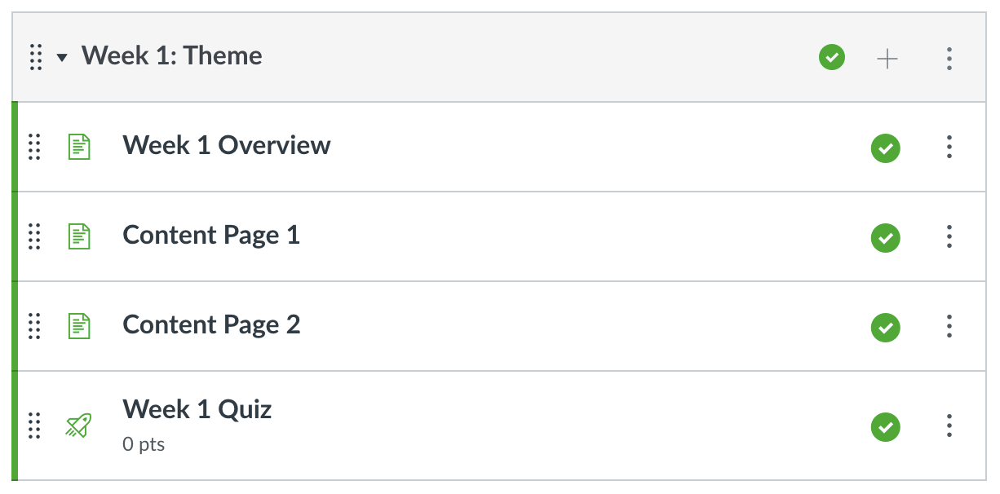 Week 1: Theme
Week 1 Overview
Content Page 1
Content Page 2
Week 1 Quiz
0 pts